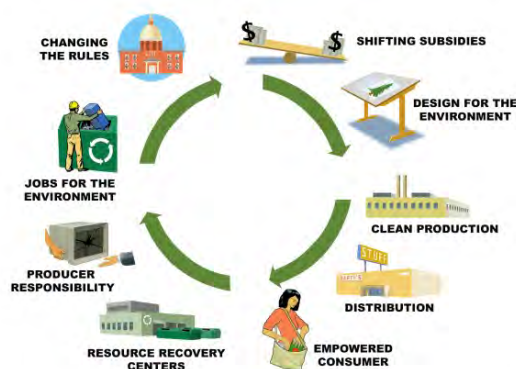 CHANGING
THE RULES
$
$
SHIFTING SUBSIDIES
DESIGN FOR THE
ENVIRONMENT
CLEAN PRODUCTION
STUFF
DISTRIBUTION
EMPOWERED
CONSUMER
RESOURCE RECOVERY
CENTERS
PRODUCER
RESPONSIBILITY
JOBS FOR THE
ENVIRONMENT